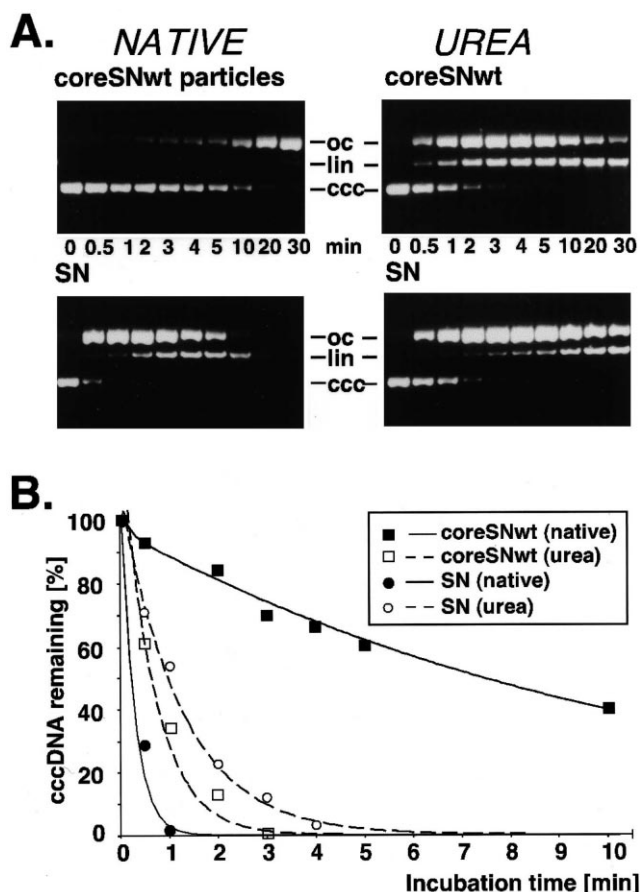 A.
NATIVE UREA
coreSNwt particles coreSNwt
oc
lin
ccc
0 0.5 1 2 3 4 5 10 20 30 min 0 0.5 1 2 3 4 5 10 20 30
SN SN
oc
lin
ccc
B.
cccDNA remaining [%]
100
80
60
40
20
0
coreSNwt (native)
coreSNwt (urea)
SN (native)
SN (urea)
0 1 2 3 4 5 6 7 8 9 10
Incubation time [min]